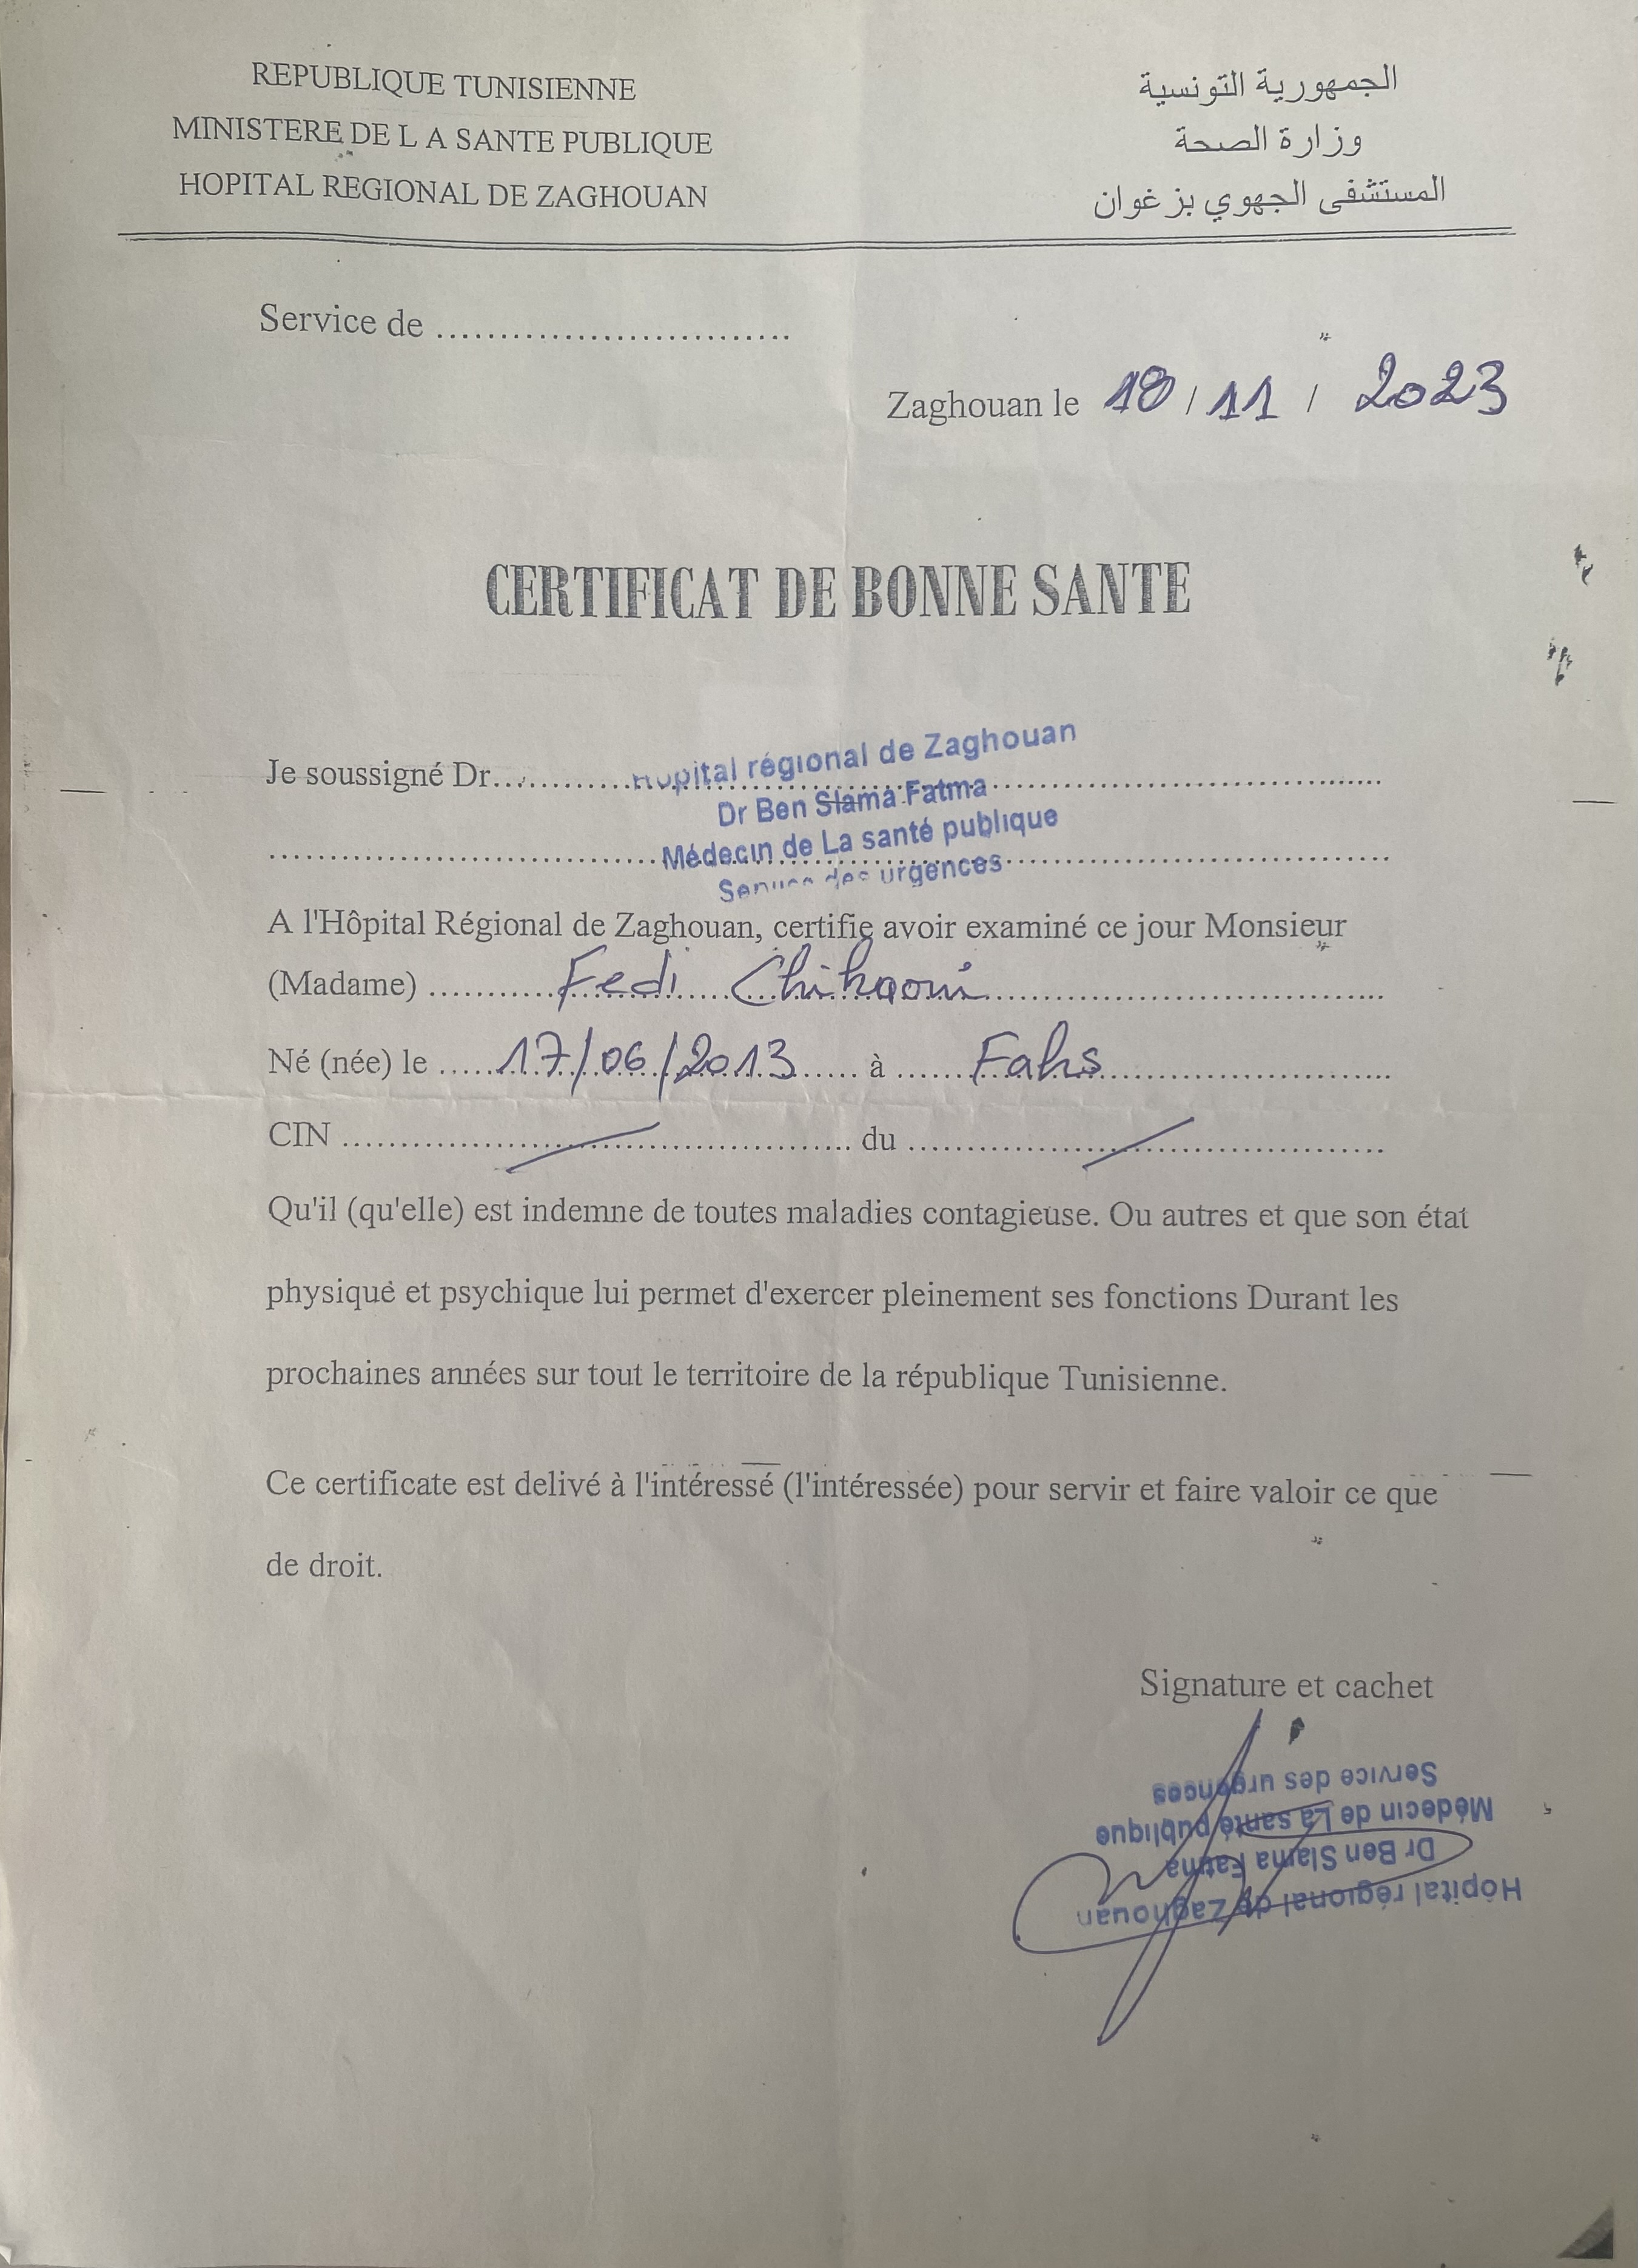 REPUBLIQUE TUNISIENNE
MINISTERE DE L A SANTE PUBLIQUE
HOPITAL REGIONAL DE ZAGHOUAN
الجمهورية التونسية
وزارة الصحة
المستشفى الجهوي بزغوان
Service de ............................
Zaghouan le 18 / 11 / 2023
CERTIFICAT DE BONNE SANTE
Je soussigné Dr....................................................
Hôpital régional de Zaghouan
Dr Ben Slama Fatma
Médecin de La santé publique
Service des urgences
A l'Hôpital Régional de Zaghouan, certifie avoir examiné ce jour Monsieur
(Madame) ........... Fedi Chihaoui ...............................
Né (née) le ..... 17/06/2013 ..... à ...... Fahs ........................
CIN ........................................ du .....................................
Qu'il (qu'elle) est indemne de toutes maladies contagieuse. Ou autres et que son état
physique et psychique lui permet d'exercer pleinement ses fonctions Durant les
prochaines années sur tout le territoire de la république Tunisienne.
Ce certificate est delivé à l'intéressé (l'intéressée) pour servir et faire valoir ce que
de droit.
Signature et cachet
Hôpital régional de Zaghouan
Dr Ben Slama Fatma
Médecin de La santé publique
Service des urgences